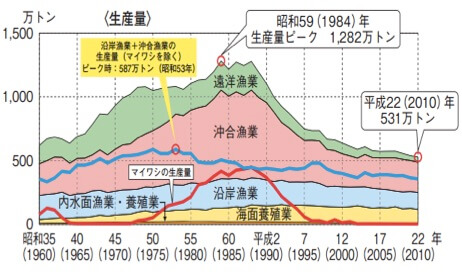 万トン
〈生産量〉
昭和59（1984）年
生産量ピーク 1,282万トン
1,500
沿岸漁業＋沖合漁業の
生産量（マイワシを除く）
ピーク時：587万トン（昭和53年）
遠洋漁業
平成22（2010）年
531万トン
1,000
沖合漁業
500
マイワシの生産量
内水面漁業・養殖業
沿岸漁業
海面養殖業
0
昭和35 40 45 50 55 60 平成2 7 12 17 22 年
(1960) (1965) (1970) (1975) (1980) (1985) (1990) (1995) (2000) (2005) (2010)